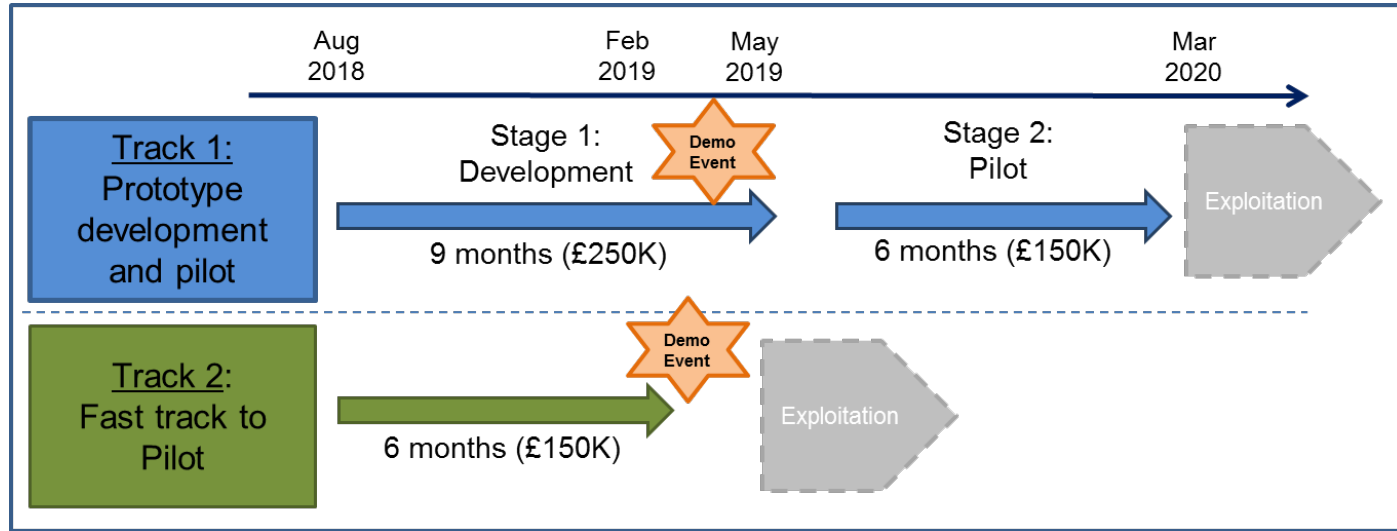 Aug
2018
Feb
2019
May
2019
Mar
2020
Track 1:
Prototype
development
and pilot
Stage 1:
Development
Demo
Event
Stage 2:
Pilot
Exploitation
9 months (£250K)
6 months (£150K)
Track 2:
Fast track to
Pilot
Demo
Event
Exploitation
6 months (£150K)